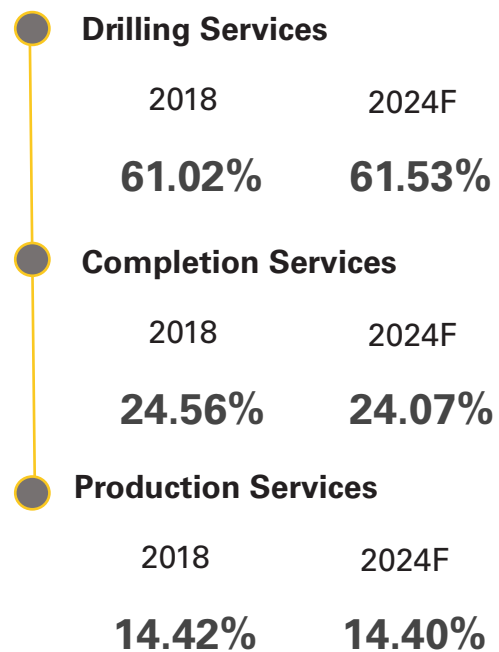 Drilling Services
2018 2024F
61.02% 61.53%
Completion Services
2018 2024F
24.56% 24.07%
Production Services
2018 2024F
14.42% 14.40%